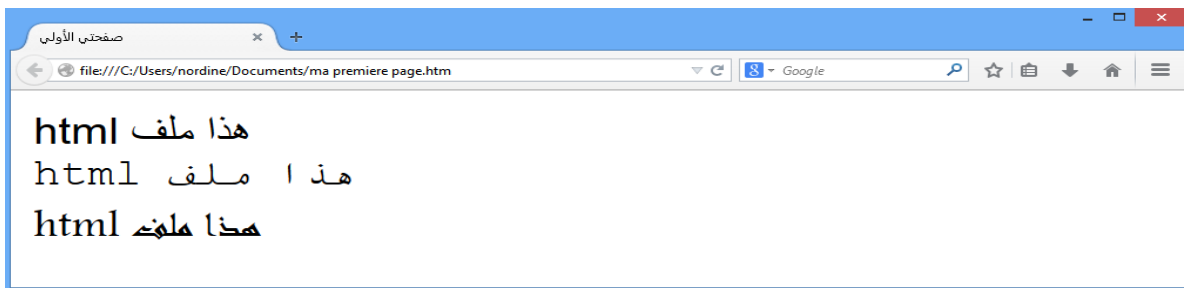 صفحتي الأولي
file:///C:/Users/nordine/Documents/ma premiere page.htm
Google
هذا ملف html
هذا ملف html
هذا ملف html